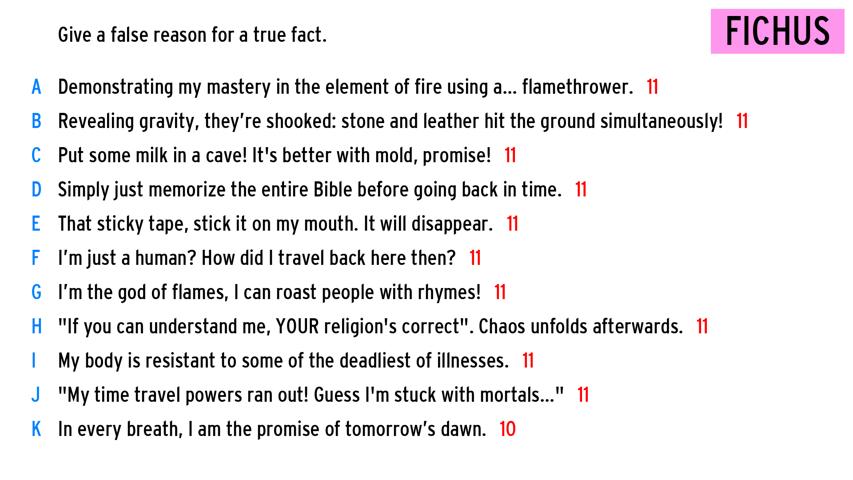 Give a false reason for a true fact.
FICHUS
A Demonstrating my mastery in the element of fire using a... flamethrower. 11
B Revealing gravity, they're shooked: stone and leather hit the ground simultaneously! 11
C Put some milk in a cave! It's better with mold, promise! 11
D Simply just memorize the entire Bible before going back in time. 11
E That sticky tape, stick it on my mouth. It will disappear. 11
F I'm just a human? How did I travel back here then? 11
G I'm the god of flames, I can roast people with rhymes! 11
H "If you can understand me, YOUR religion's correct". Chaos unfolds afterwards. 11
I My body is resistant to some of the deadliest of illnesses. 11
J "My time travel powers ran out! Guess I'm stuck with mortals..." 11
K In every breath, I am the promise of tomorrow's dawn. 10